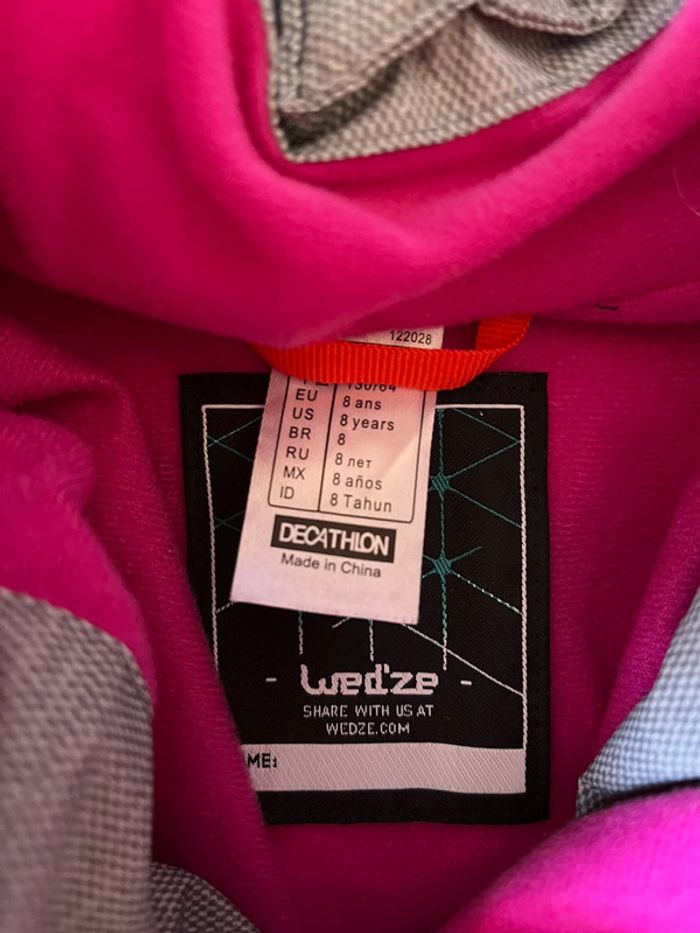 122028
130/64
EU 8 ans
US 8 years
BR 8
RU 8 лет
MX 8 años
ID 8 Tahun
DECATHLON
Made in China
- Wed'ze -
SHARE WITH US AT
WEDZE.COM
ME: